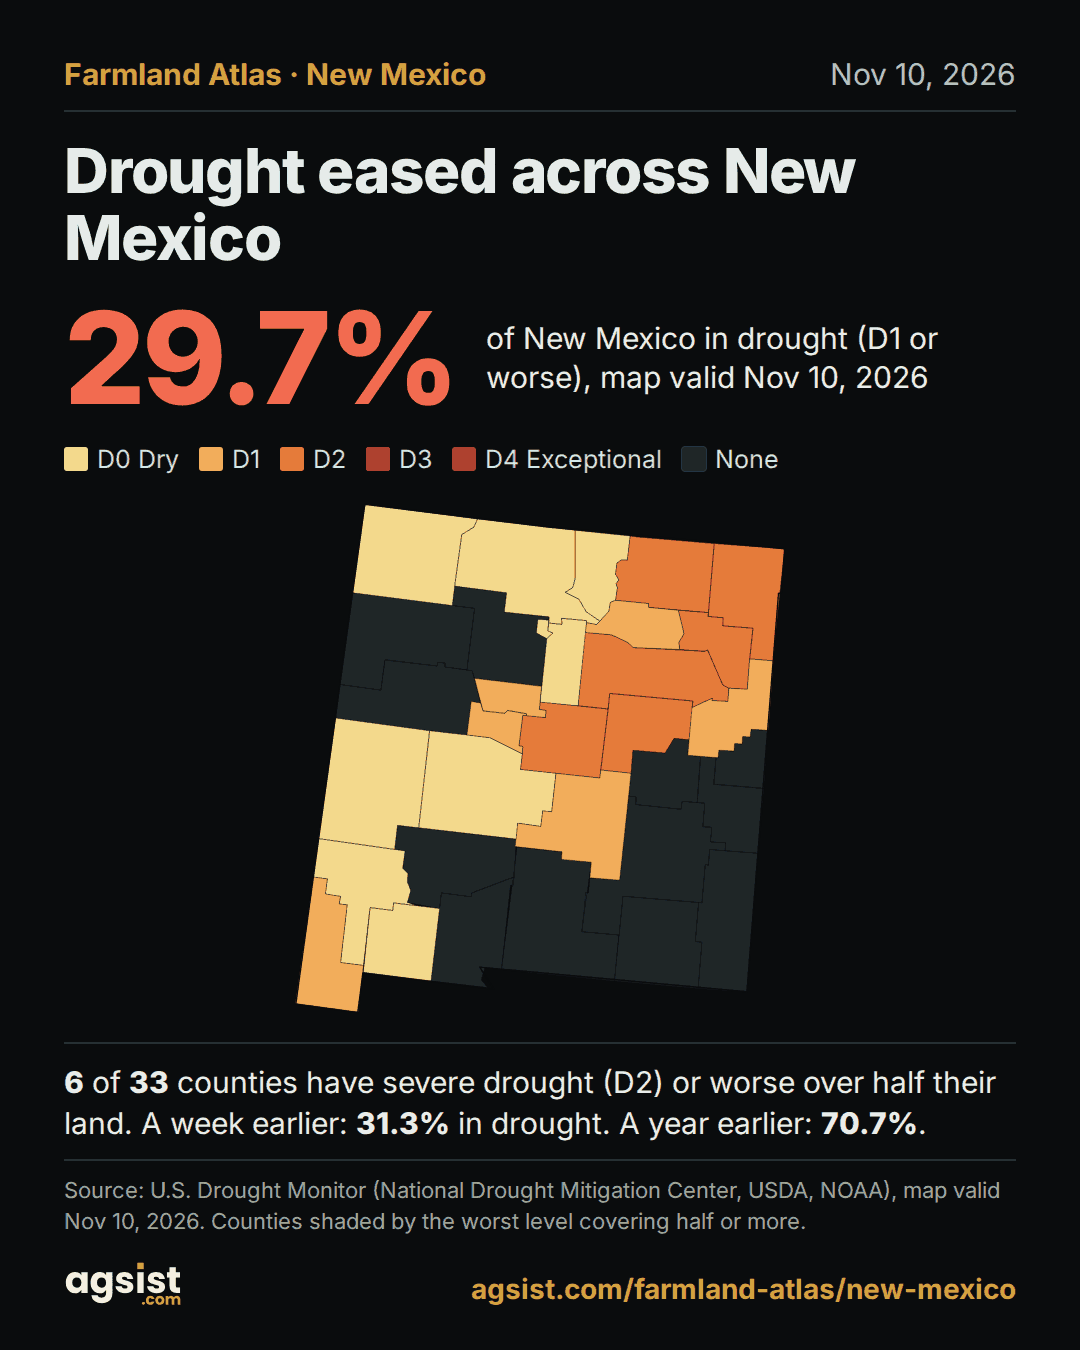 Farmland Atlas · New Mexico
Nov 10, 2026
Drought eased across New
Mexico
29.7%
of New Mexico in drought (D1 or
worse), map valid Nov 10, 2026
D0 Dry
D1
D2
D3
D4 Exceptional
None
6 of 33 counties have severe drought (D2) or worse over half their
land. A week earlier: 31.3% in drought. A year earlier: 70.7%.
Source: U.S. Drought Monitor (National Drought Mitigation Center, USDA, NOAA), map valid
Nov 10, 2026. Counties shaded by the worst level covering half or more.
agsist
.com
agsist.com/farmland-atlas/new-mexico